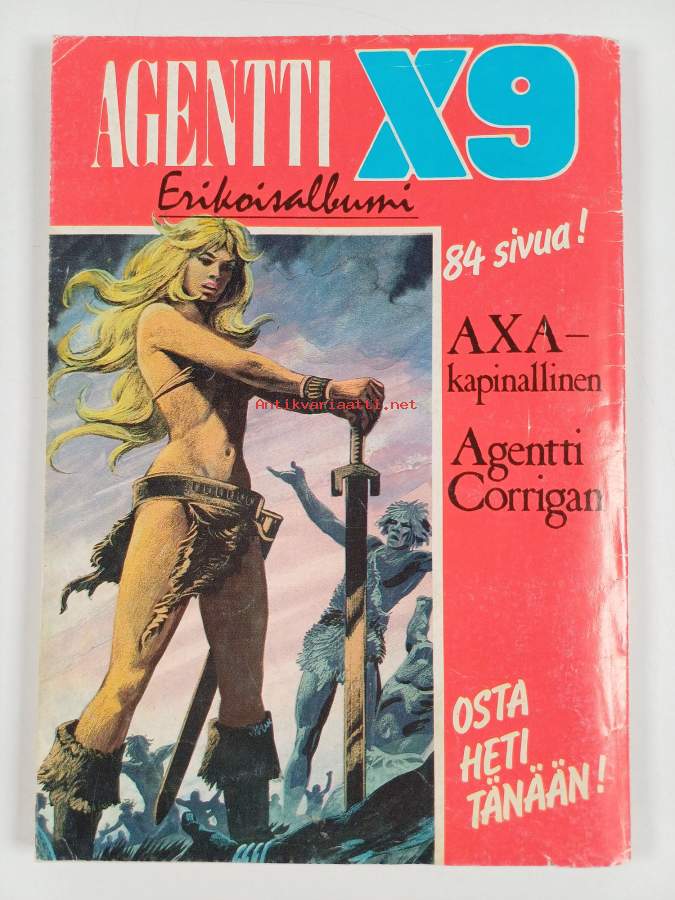 AGENTTI X9
Erikoisalbumi
84 sivua!
AXA–
kapinallinen
Antikvariaatti.net
Agentti
Corrigan
OSTA
HETI
TÄNÄÄN!